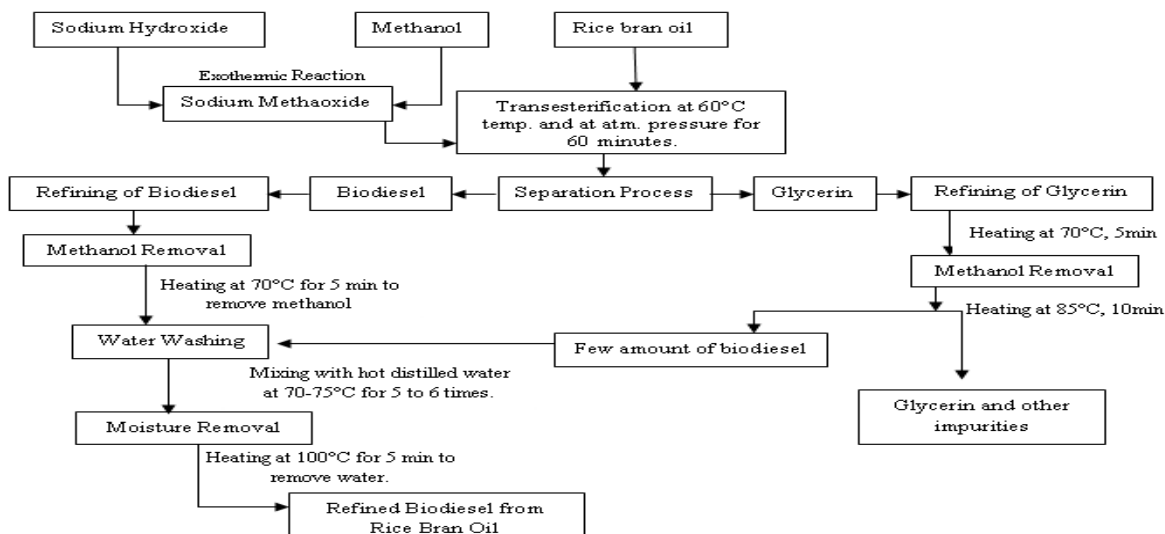 Sodium Hydroxide
Methanol
Rice bran oil
Exothermic Reaction
Sodium Methaoxide
Transesterification at 60°C
temp. and at atm. pressure for
60 minutes.
Refining of Biodiesel
Biodiesel
Separation Process
Glycerin
Refining of Glycerin
Heating at 70°C, 5min
Methanol Removal
Methanol Removal
Heating at 70°C for 5 min to
remove methanol
Heating at 85°C, 10min
Water Washing
Few amount of biodiesel
Mixing with hot distilled water
at 70-75°C for 5 to 6 times.
Glycerin and other
impurities
Moisture Removal
Heating at 100°C for 5 min to
remove water.
Refined Biodiesel from
Rice Bran Oil